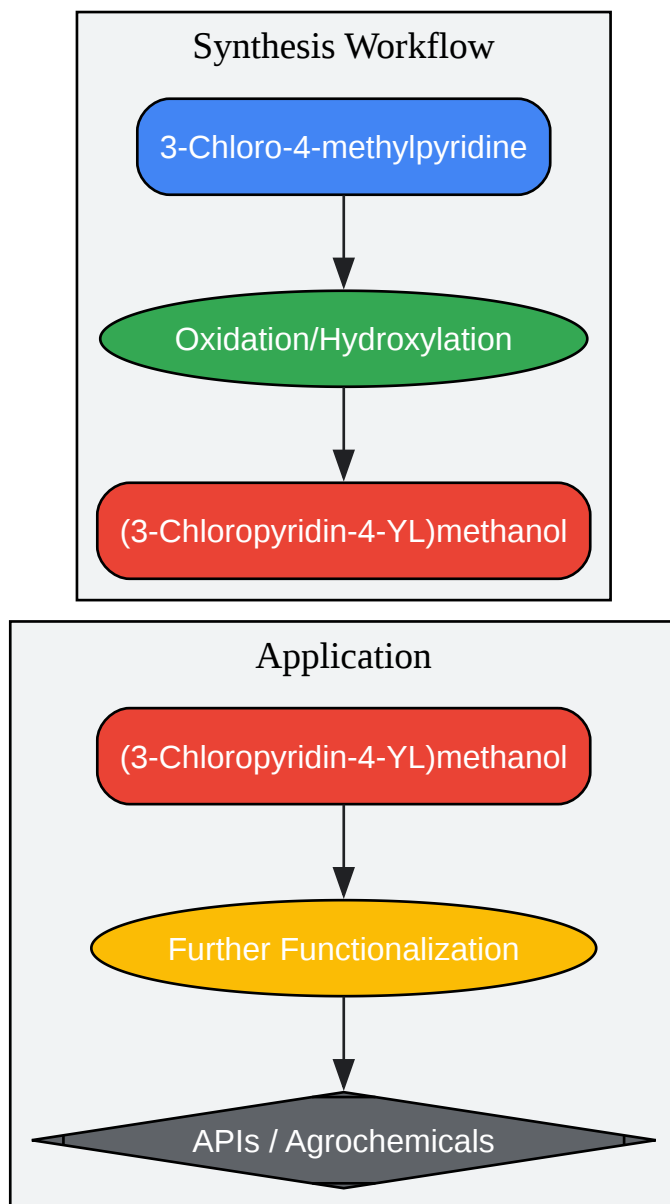 Synthesis Workflow
3-Chloro-4-methylpyridine
Oxidation/Hydroxylation
(3-Chloropyridin-4-YL)methanol
Application
(3-Chloropyridin-4-YL)methanol
Further Functionalization
APIs / Agrochemicals